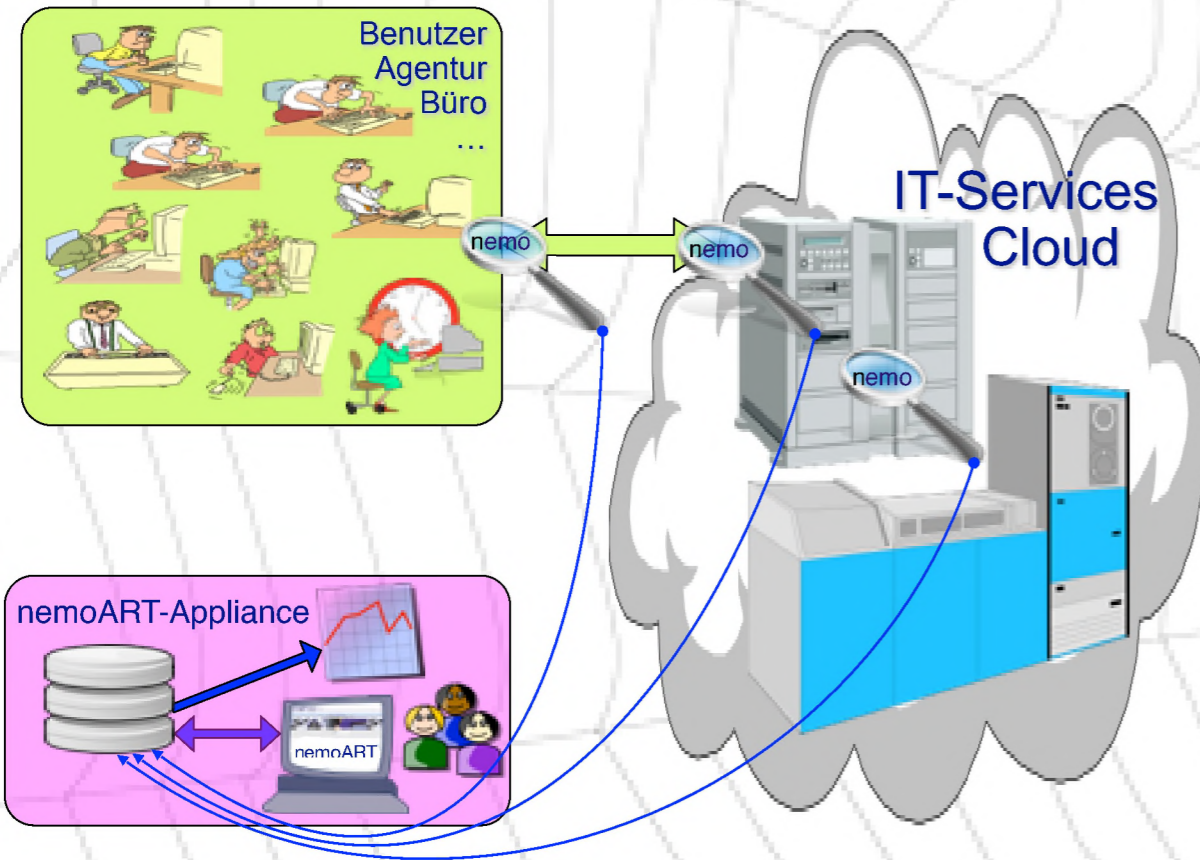 Benutzer
Agentur
Büro
...
IT-Services
Cloud
nemo
nemo
nemo
nemoART-Appliance
nemoART